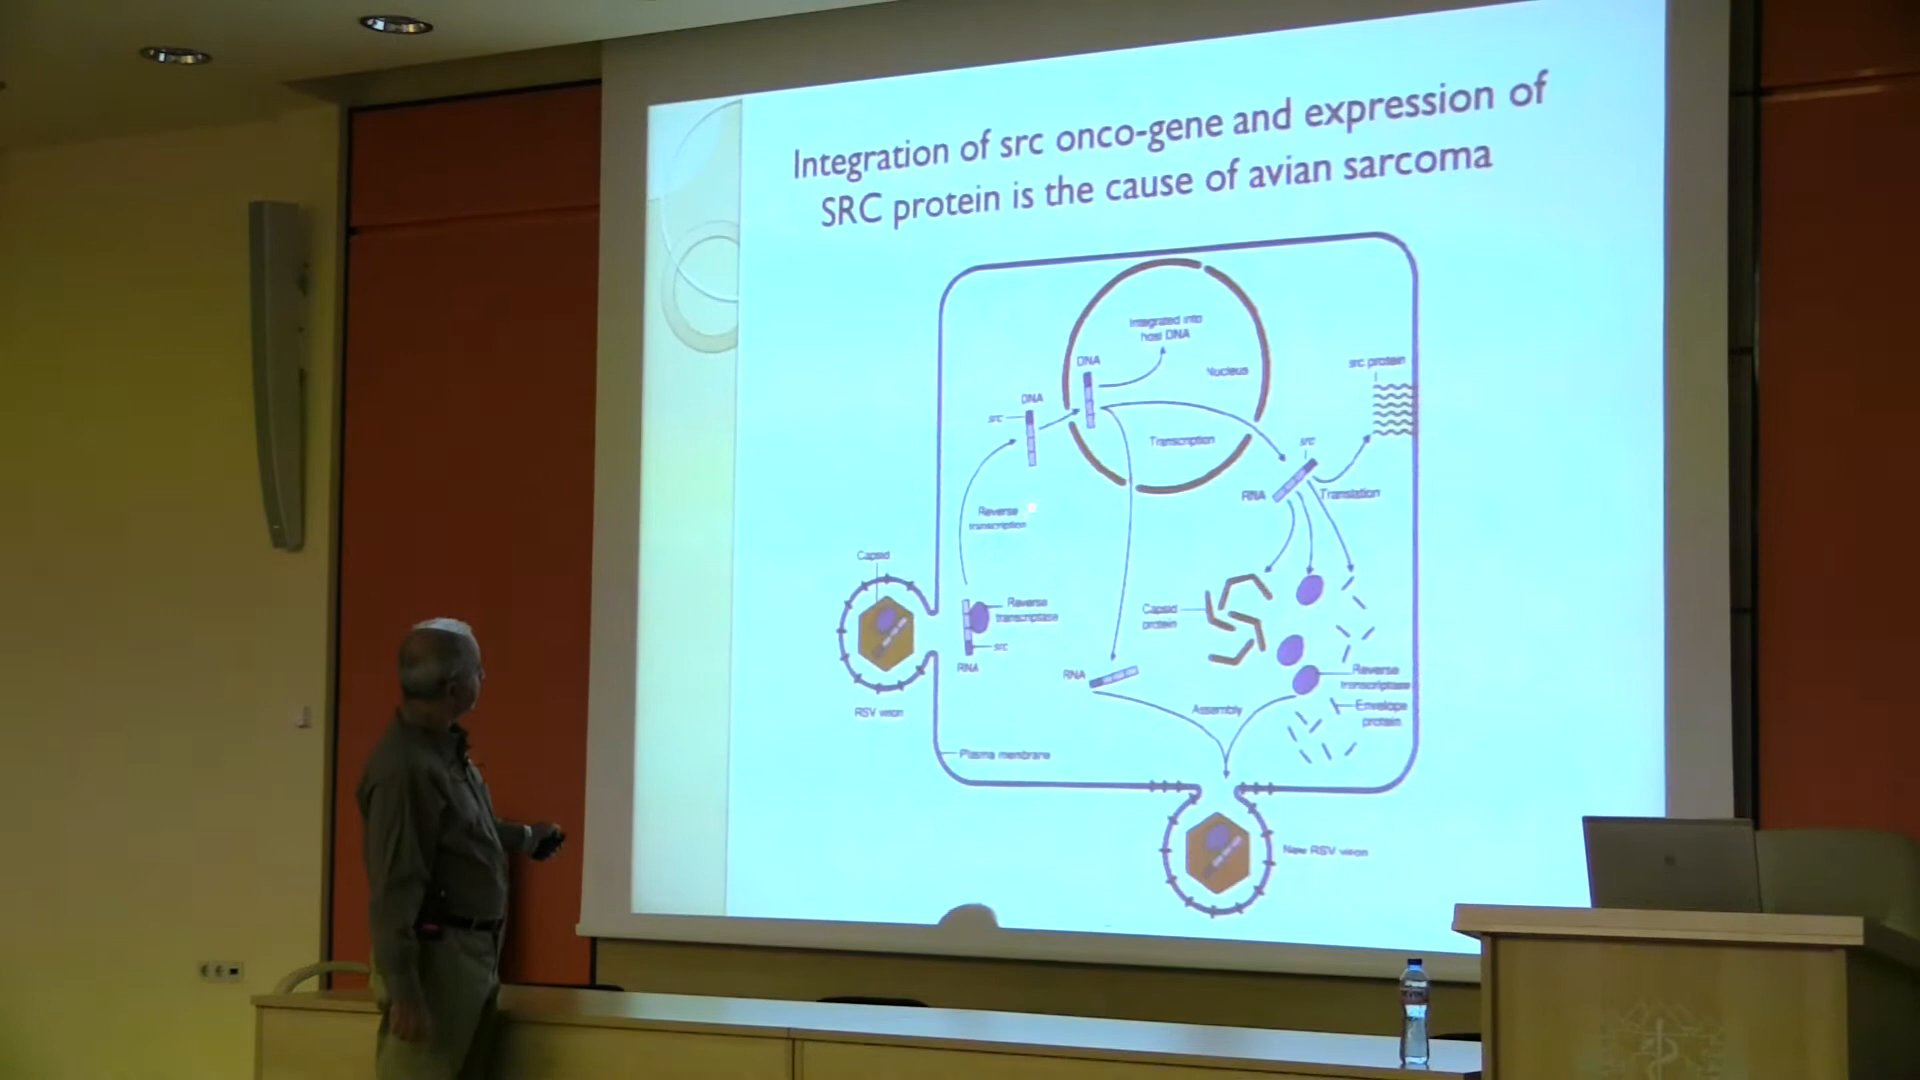 Integration of src onco-gene and expression of
SRC protein is the cause of avian sarcoma
Integrated into
host DNA
DNA
Nucleus
src protein
DNA
src
Transcription
src
RNA
Translation
Reverse
transcription
Capsid
Reverse
transcriptase
src
RNA
Capsid
protein
RNA
Reverse
transcriptase
RSV virion
Assembly
Envelope
protein
Plasma membrane
New RSV virion